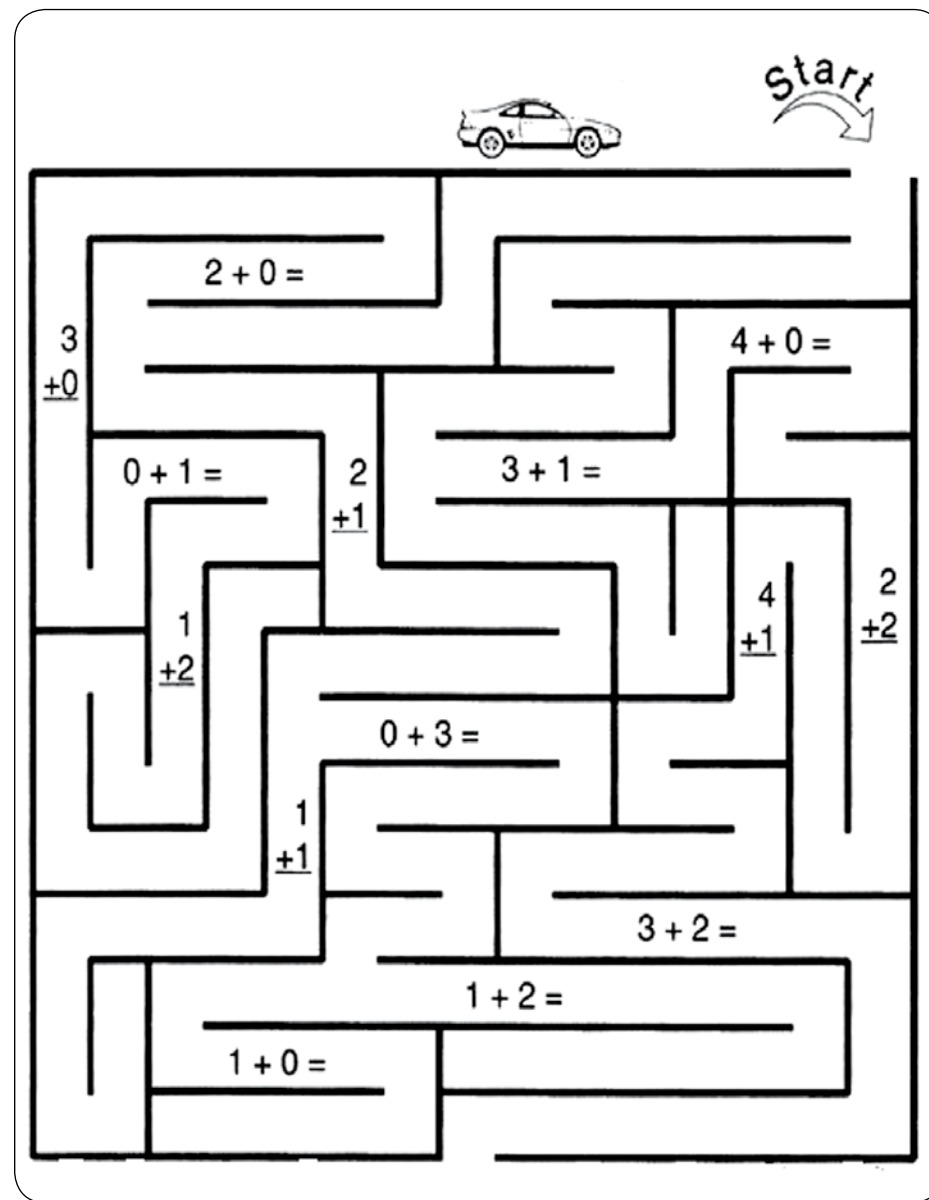 Start
2 + 0 =
3
+0
4 + 0 =
0 + 1 =
2
+1
3 + 1 =
1
+2
4
+1
2
+2
0 + 3 =
1
+1
3 + 2 =
1 + 2 =
1 + 0 =